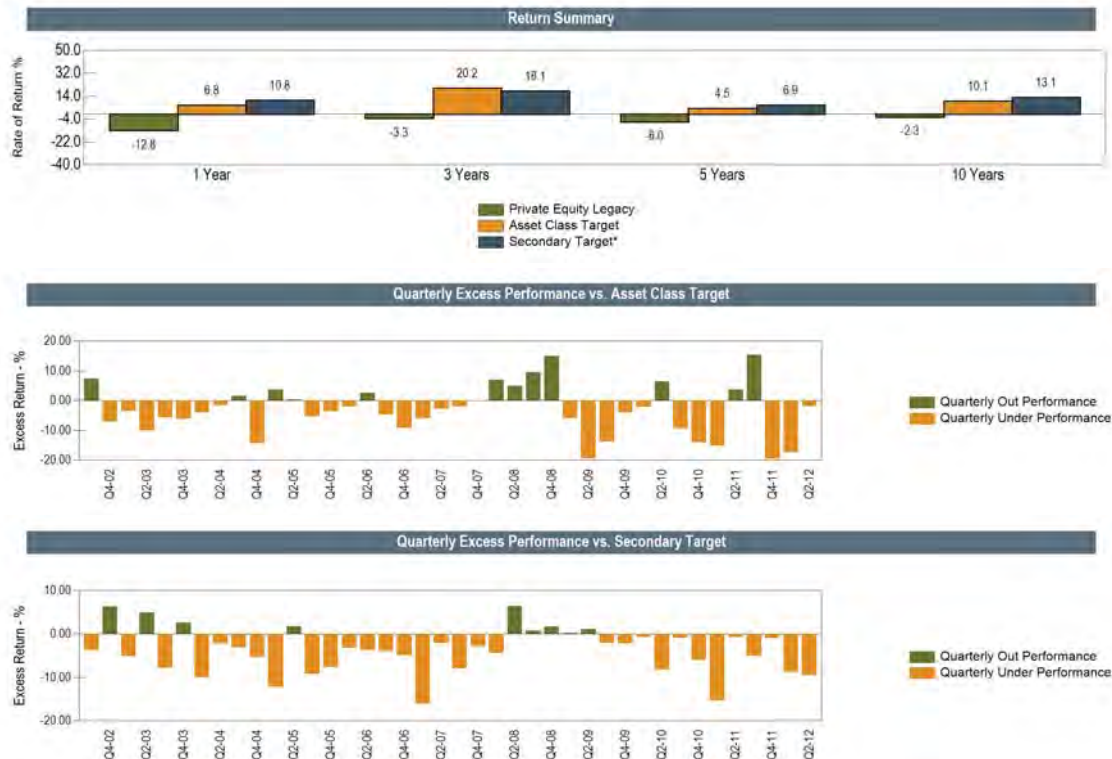 Return Summary
Rate of Return %
50.0
32.0
14.0
-4.0
-22.0
-40.0
-12.8
6.8
10.8
-3.3
20.2
18.1
-6.0
4.5
6.9
-2.3
10.1
13.1
1 Year
3 Years
5 Years
10 Years
Private Equity Legacy
Asset Class Target
Secondary Target*
Quarterly Excess Performance vs. Asset Class Target
Excess Return - %
20.00
10.00
0.00
-10.00
-20.00
Q4-02
Q2-03
Q4-03
Q2-04
Q4-04
Q2-05
Q4-05
Q2-06
Q4-06
Q2-07
Q4-07
Q2-08
Q4-08
Q2-09
Q4-09
Q2-10
Q4-10
Q2-11
Q4-11
Q2-12
Quarterly Out Performance
Quarterly Under Performance
Quarterly Excess Performance vs. Secondary Target
Excess Return - %
10.00
0.00
-10.00
-20.00
Q4-02
Q2-03
Q4-03
Q2-04
Q4-04
Q2-05
Q4-05
Q2-06
Q4-06
Q2-07
Q4-07
Q2-08
Q4-08
Q2-09
Q4-09
Q2-10
Q4-10
Q2-11
Q4-11
Q2-12
Quarterly Out Performance
Quarterly Under Performance